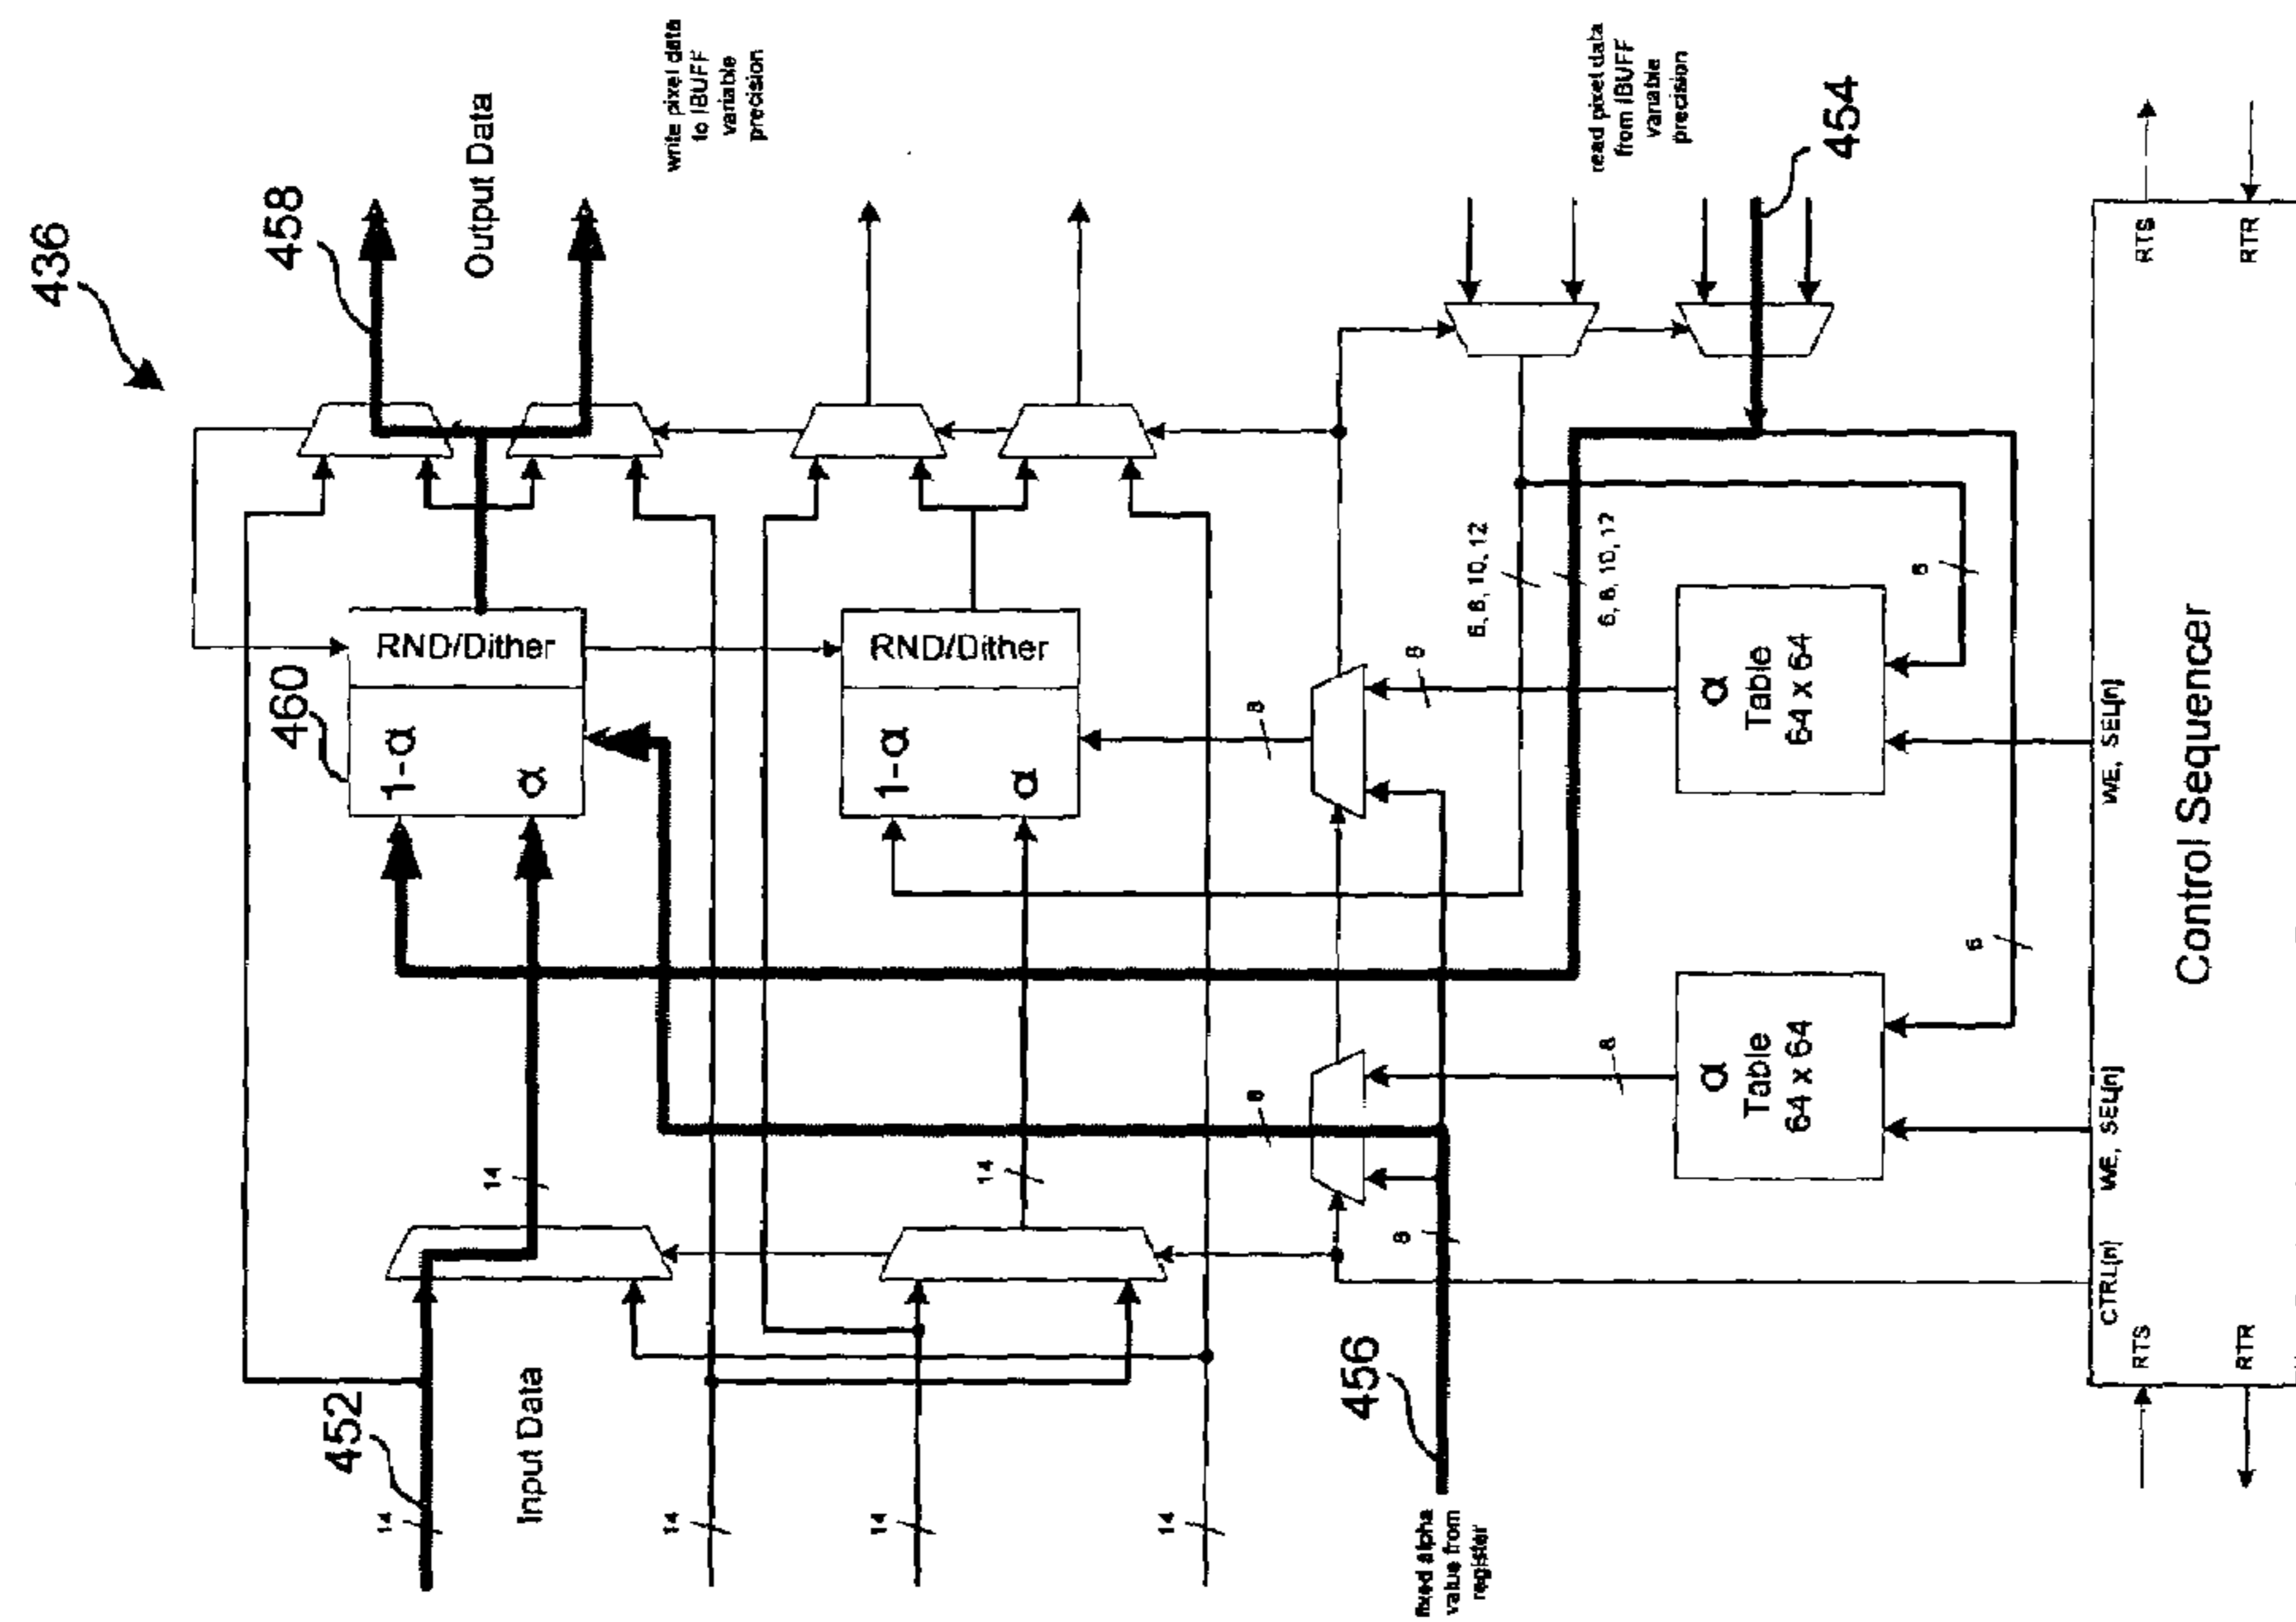 436
458
Output Data
write pixel data
to IBUFF
variable
precision
460
RND/Dither
1-α
α
RND/Dither
1-α
α
452
14
Input Data
14
14
14
14
14
456
fixed alpha
value from
register
8
8
8
8
8
6, 8, 10, 12
6, 8, 10, 12
read pixel data
from IBUFF
variable
precision
454
α
Table
64 x 64
6
α
Table
64 x 64
6
RTS
RTR
WE, SEL[n]
WE, SEL[n]
CTRL[n]
RTS
RTR
Control Sequencer